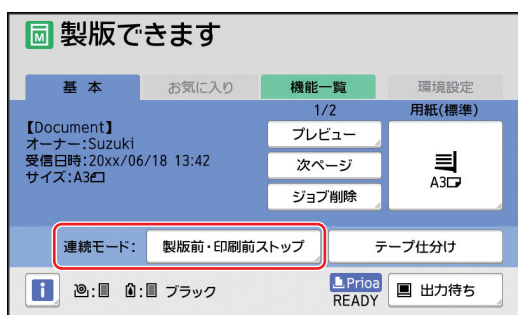 M 製版できます
基 本 お気に入り 機能一覧 環境設定
1/2 用紙(標準)
【Document】
オーナー:Suzuki
受信日時:20xx/06/18 13:42
サイズ:A3
プレビュー
次ページ
ジョブ削除
A3
連続モード: 製版前・印刷前ストップ テープ仕分け
i : : ブラック Prioa READY 出力待ち